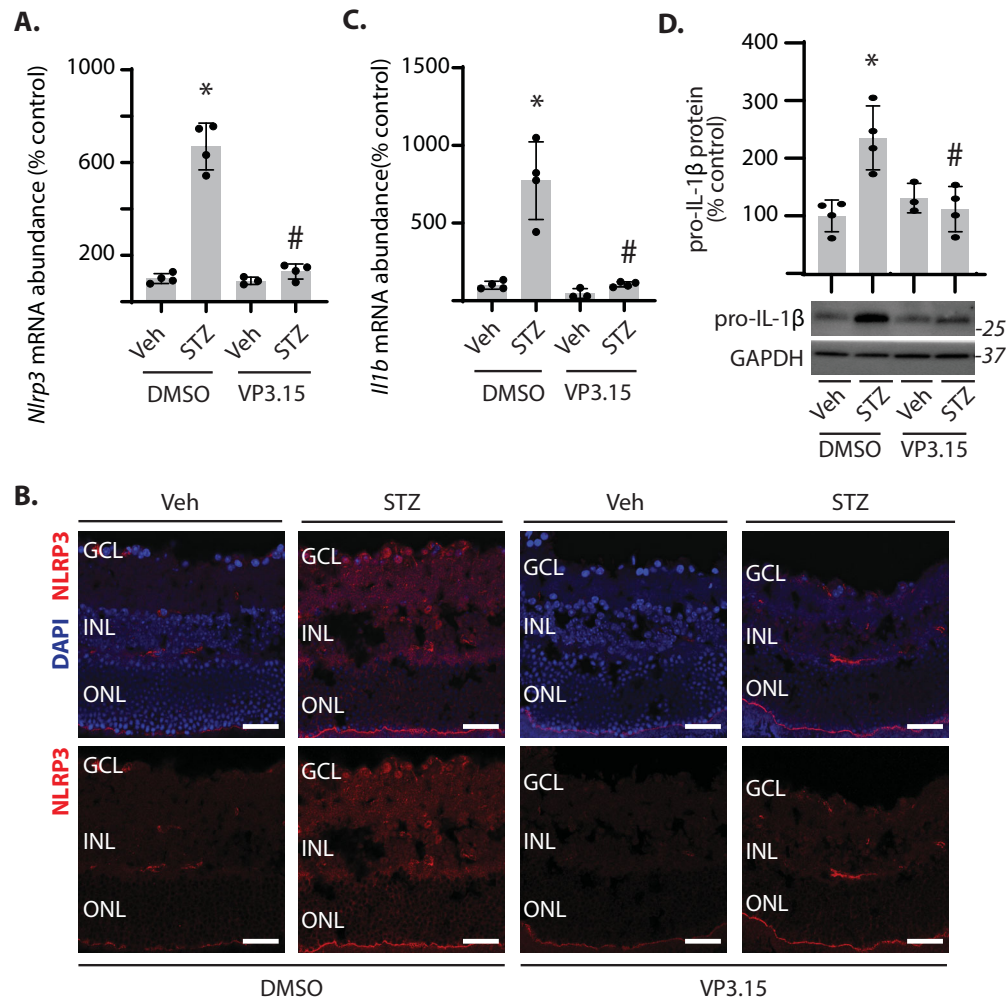 A.
Nlrp3 mRNA abundance (% control)
1000
600
200
*
#
Veh STZ Veh STZ
DMSO VP3.15
C.
Il1b mRNA abundance(% control)
1500
1000
500
0
*
#
Veh STZ Veh STZ
DMSO VP3.15
D.
pro-IL-1β protein
(% control)
400
300
200
100
0
*
#
pro-IL-1β -25
GAPDH -37
Veh STZ Veh STZ
DMSO VP3.15
B.
Veh STZ Veh STZ
DAPI NLRP3
GCL GCL GCL GCL
INL INL INL INL
ONL ONL ONL ONL
NLRP3
GCL GCL GCL GCL
INL INL INL INL
ONL ONL ONL ONL
DMSO VP3.15